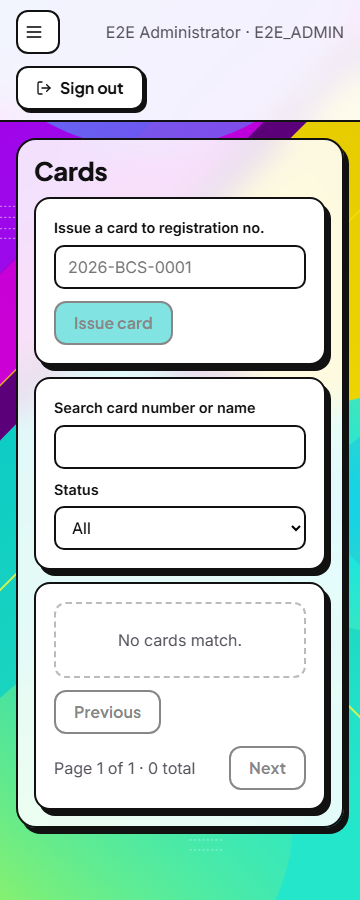 E2E Administrator · E2E_ADMIN
Sign out
Cards
Issue a card to registration no.
2026-BCS-0001
Issue card
Search card number or name
Status
All
No cards match.
Previous
Page 1 of 1 · 0 total
Next